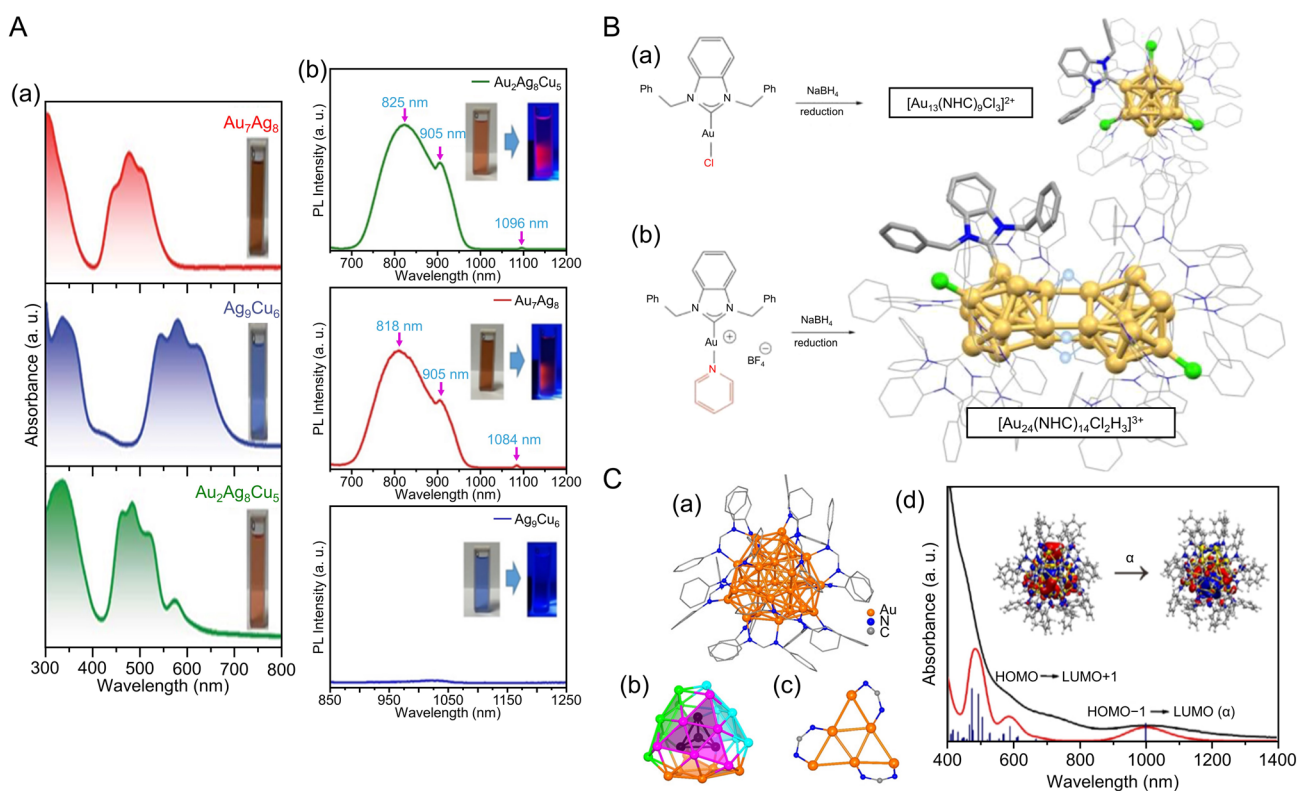 A
(a)
Au7Ag8
Ag9Cu6
Au2Ag8Cu5
Absorbance (a. u.)
300 400 500 600 700 800
Wavelength (nm)
(b)
Au2Ag8Cu5
825 nm
905 nm
1096 nm
PL Intensity (a. u.)
700 800 900 1000 1100 1200
Wavelength (nm)
Au7Ag8
818 nm
905 nm
1084 nm
PL Intensity (a. u.)
700 800 900 1000 1100 1200
Wavelength (nm)
Ag9Cu6
PL Intensity (a. u.)
850 950 1050 1150 1250
Wavelength (nm)
B
(a)
Ph N N Ph
Au
Cl
NaBH4
reduction
[Au13(NHC)9Cl3]2+
(b)
Ph N N Ph
Au +
N
BF4 −
NaBH4
reduction
[Au24(NHC)14Cl2H3]3+
C
(a)
Au
N
C
(b)
(c)
(d)
α
HOMO → LUMO+1
HOMO−1 → LUMO (α)
Absorbance (a. u.)
400 600 800 1000 1200 1400
Wavelength (nm)